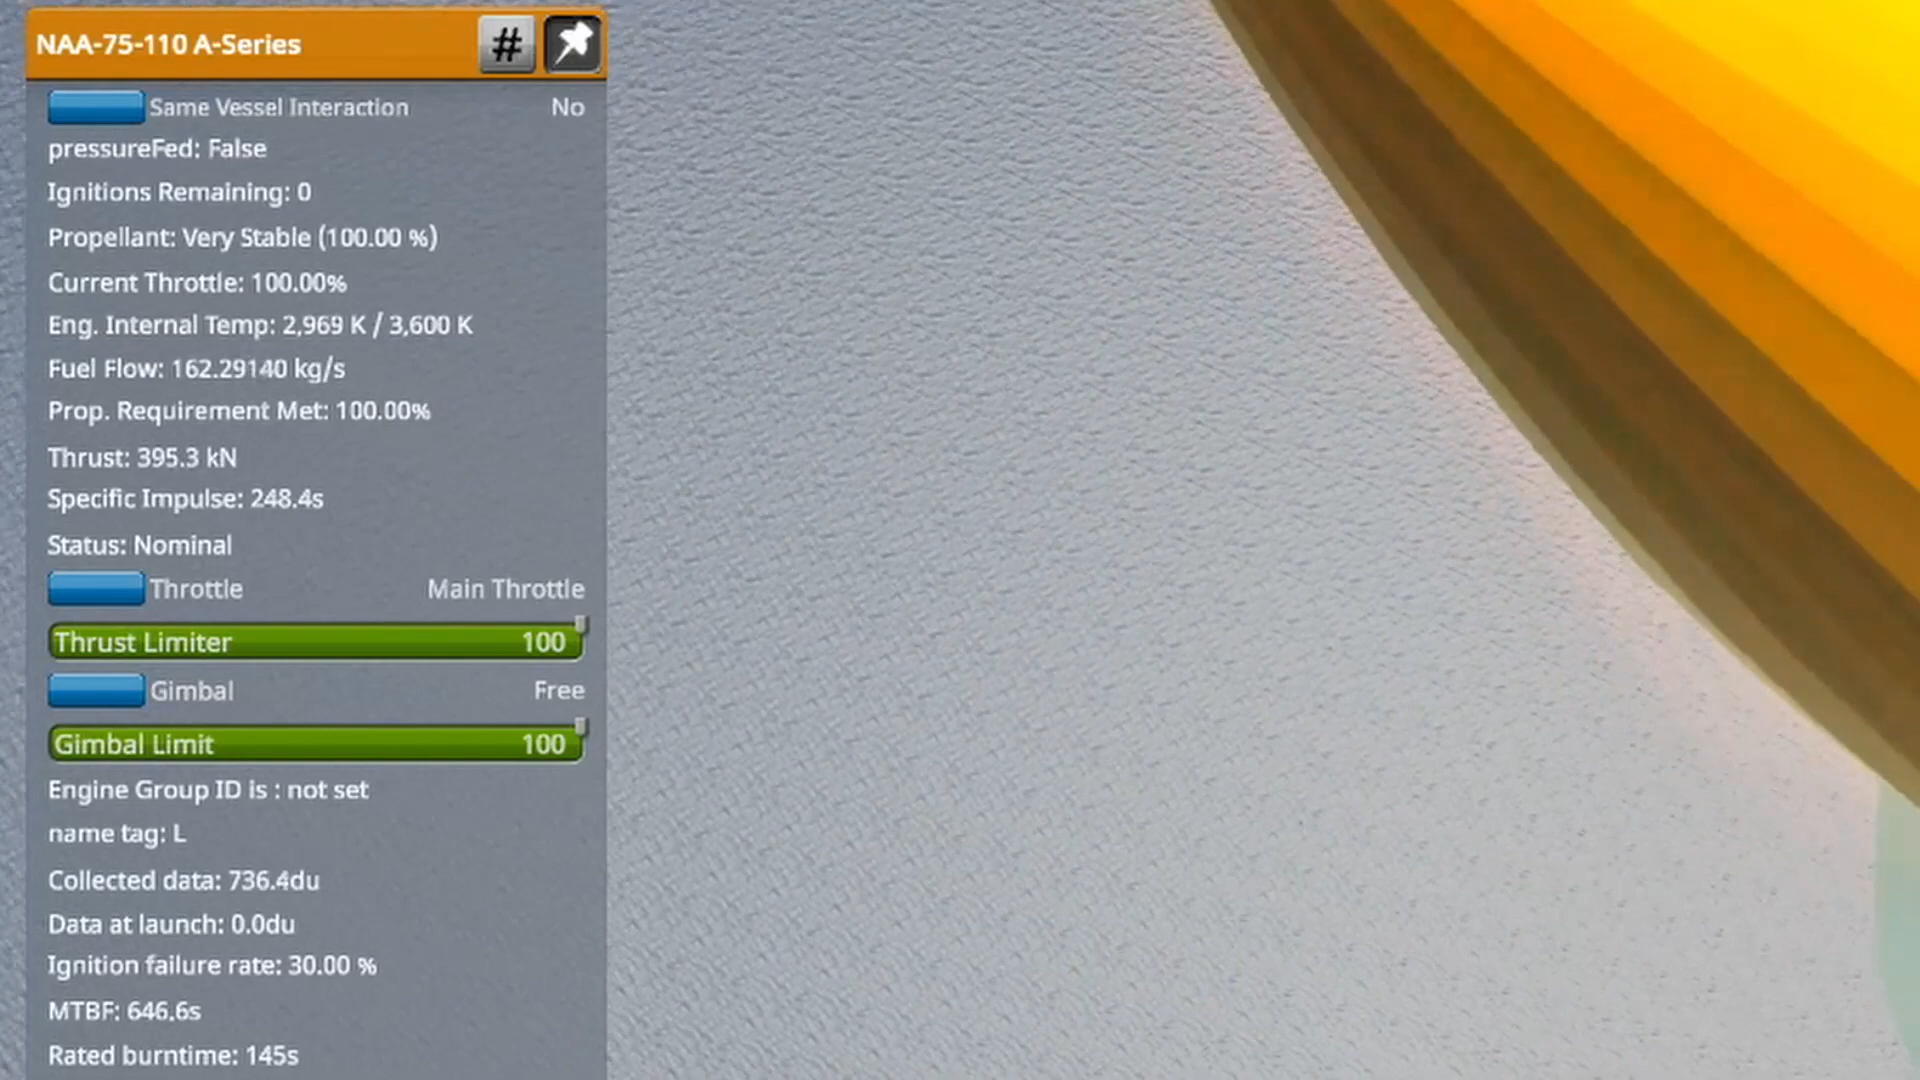 NAA-75-110 A-Series #
Same Vessel Interaction No
pressureFed: False
Ignitions Remaining: 0
Propellant: Very Stable (100.00 %)
Current Throttle: 100.00%
Eng. Internal Temp: 2,969 K / 3,600 K
Fuel Flow: 162.29140 kg/s
Prop. Requirement Met: 100.00%
Thrust: 395.3 kN
Specific Impulse: 248.4s
Status: Nominal
Throttle Main Throttle
Thrust Limiter 100
Gimbal Free
Gimbal Limit 100
Engine Group ID is : not set
name tag: L
Collected data: 736.4du
Data at launch: 0.0du
Ignition failure rate: 30.00 %
MTBF: 646.6s
Rated burntime: 145s